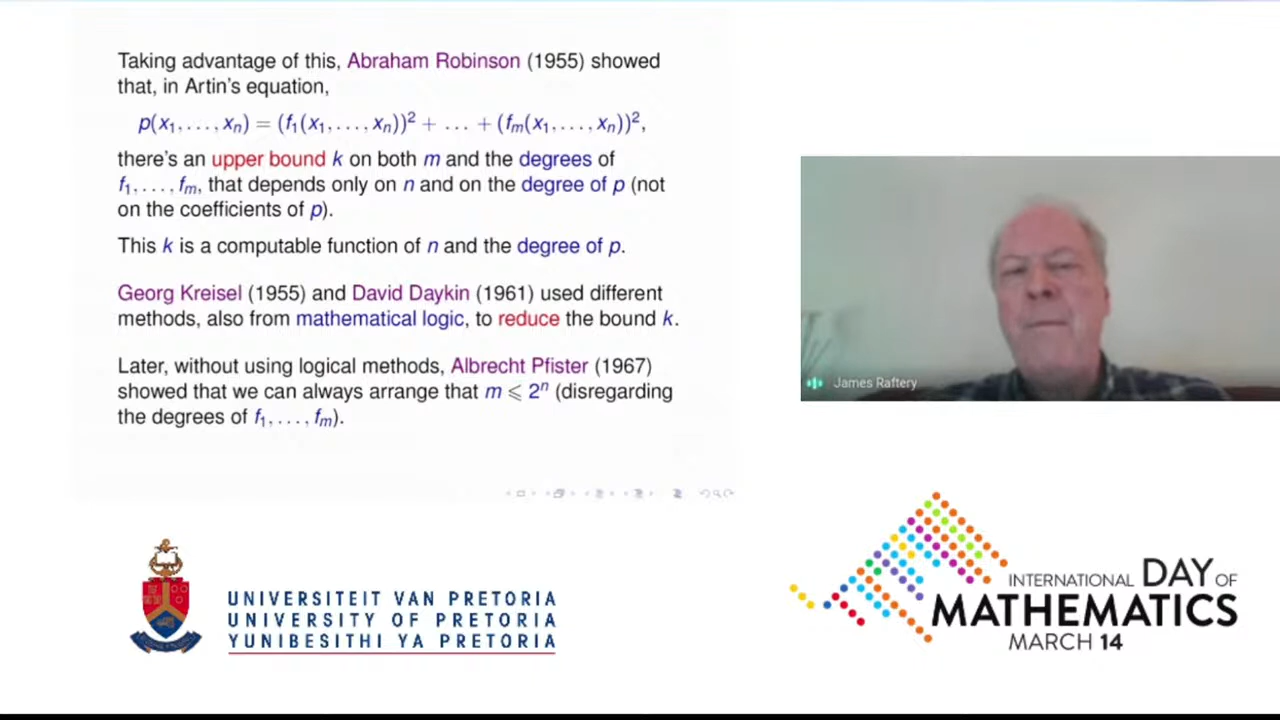 Taking advantage of this, Abraham Robinson (1955) showed
that, in Artin's equation,
p(x₁, . . . , xₙ) = (f₁(x₁, . . . , xₙ))² + . . . + (fₘ(x₁, . . . , xₙ))²,
there's an upper bound k on both m and the degrees of
f₁, . . . , fₘ, that depends only on n and on the degree of p (not
on the coefficients of p).
This k is a computable function of n and the degree of p.
Georg Kreisel (1955) and David Daykin (1961) used different
methods, also from mathematical logic, to reduce the bound k.
Later, without using logical methods, Albrecht Pfister (1967)
showed that we can always arrange that m ⩽ 2ⁿ (disregarding
the degrees of f₁, . . . , fₘ).
James Raftery
UNIVERSITEIT VAN PRETORIA
UNIVERSITY OF PRETORIA
YUNIBESITHI YA PRETORIA
INTERNATIONAL DAY OF
MATHEMATICS
MARCH 14